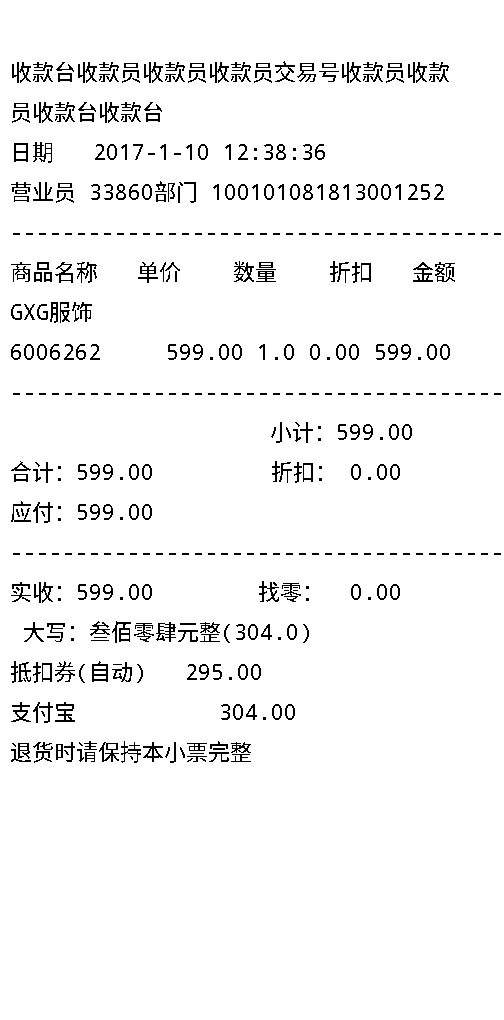 收款台收款员收款员收款员交易号收款员收款
员收款台收款台
日期 2017-1-10 12:38:36
营业员 33860部门 100101081813001252
--------------------------------------
商品名称 单价 数量 折扣 金额
GXG服饰
6006262 599.00 1.0 0.00 599.00
--------------------------------------
小计：599.00
合计：599.00 折扣： 0.00
应付：599.00
--------------------------------------
实收：599.00 找零： 0.00
大写：叁佰零肆元整(304.0)
抵扣券(自动) 295.00
支付宝 304.00
退货时请保持本小票完整